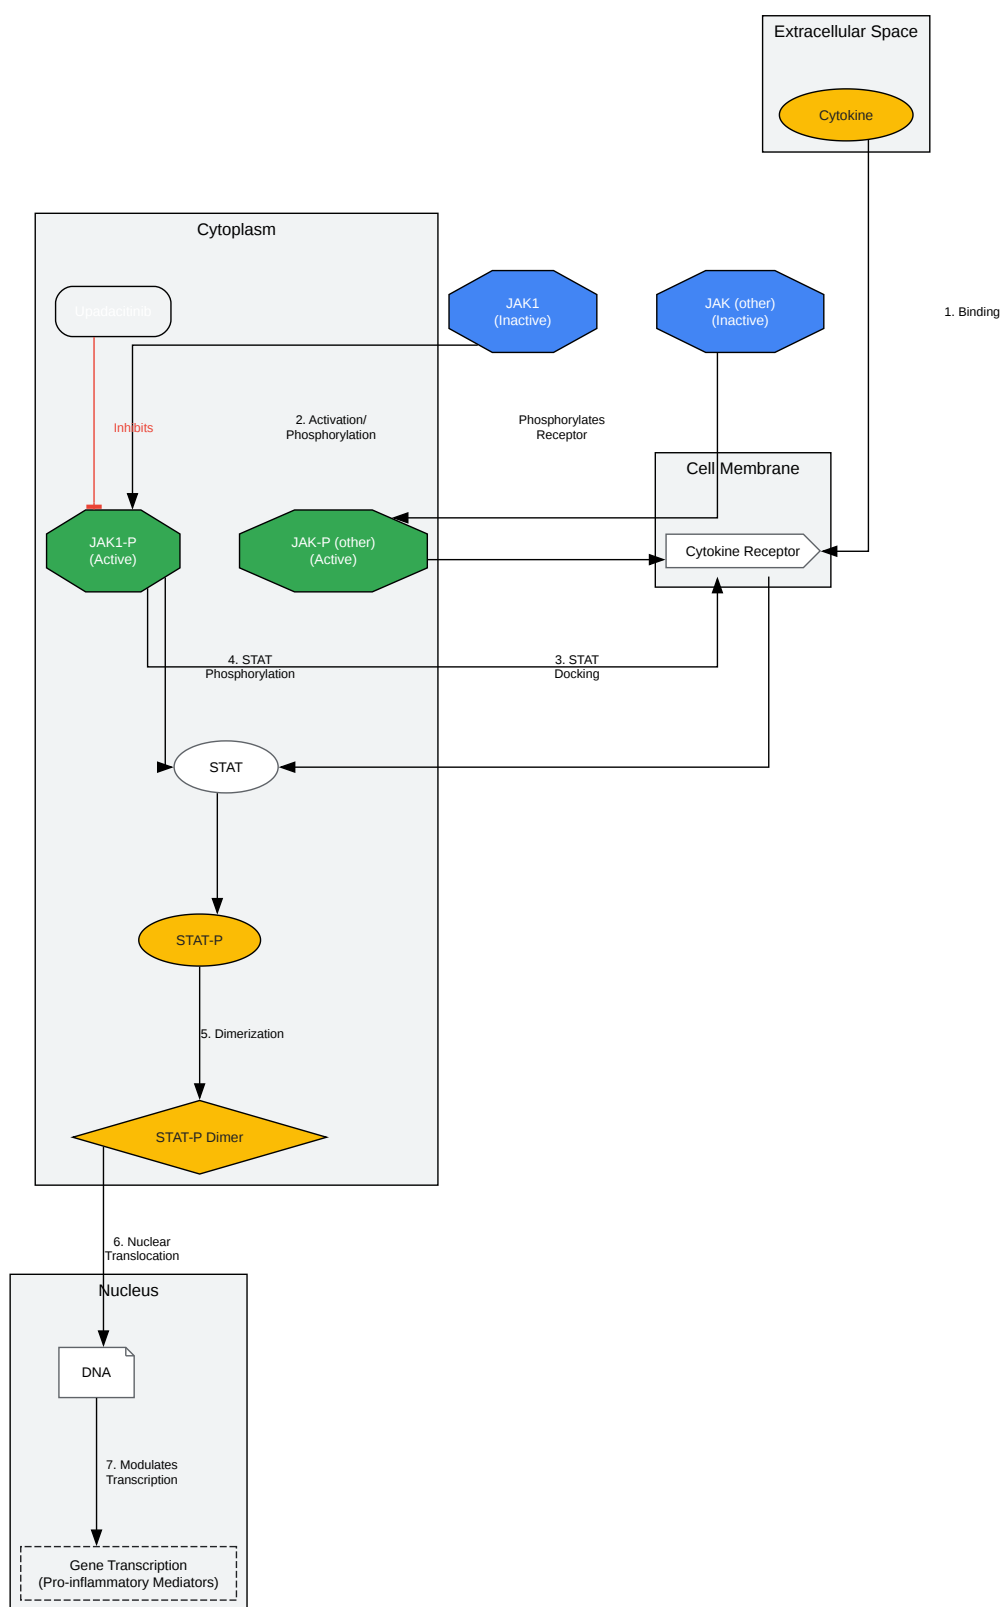 Extracellular Space
Cytokine
Cytoplasm
Upadacitinib
JAK1
(Inactive)
JAK (other)
(Inactive)
1. Binding
Inhibits
2. Activation/
Phosphorylation
Phosphorylates
Receptor
Cell Membrane
JAK1-P
(Active)
JAK-P (other)
(Active)
Cytokine Receptor
4. STAT
Phosphorylation
3. STAT
Docking
STAT
STAT-P
5. Dimerization
STAT-P Dimer
6. Nuclear
Translocation
Nucleus
DNA
7. Modulates
Transcription
Gene Transcription
(Pro-inflammatory Mediators)